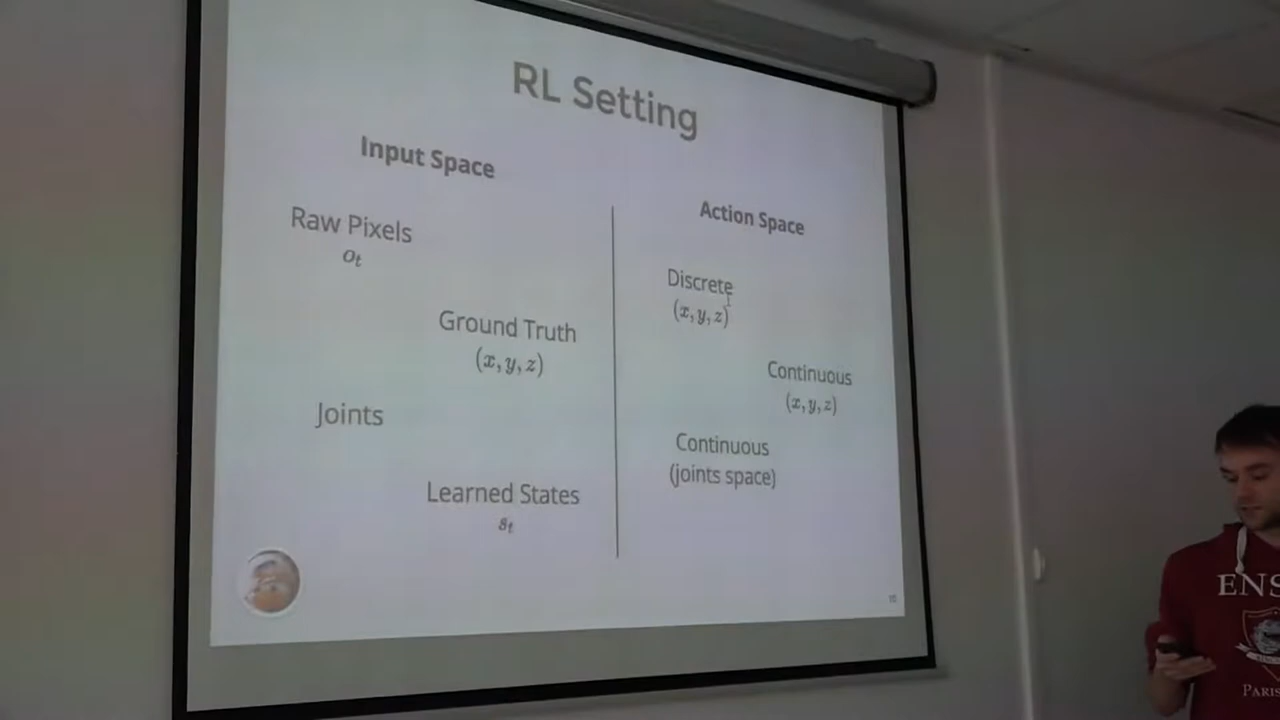 RL Setting
Input Space
Raw Pixels
o_t
Ground Truth
(x, y, z)
Joints
Learned States
s_t
Action Space
Discrete
(x, y, z)
Continuous
(x, y, z)
Continuous
(joints space)
10
ENS
PARIS